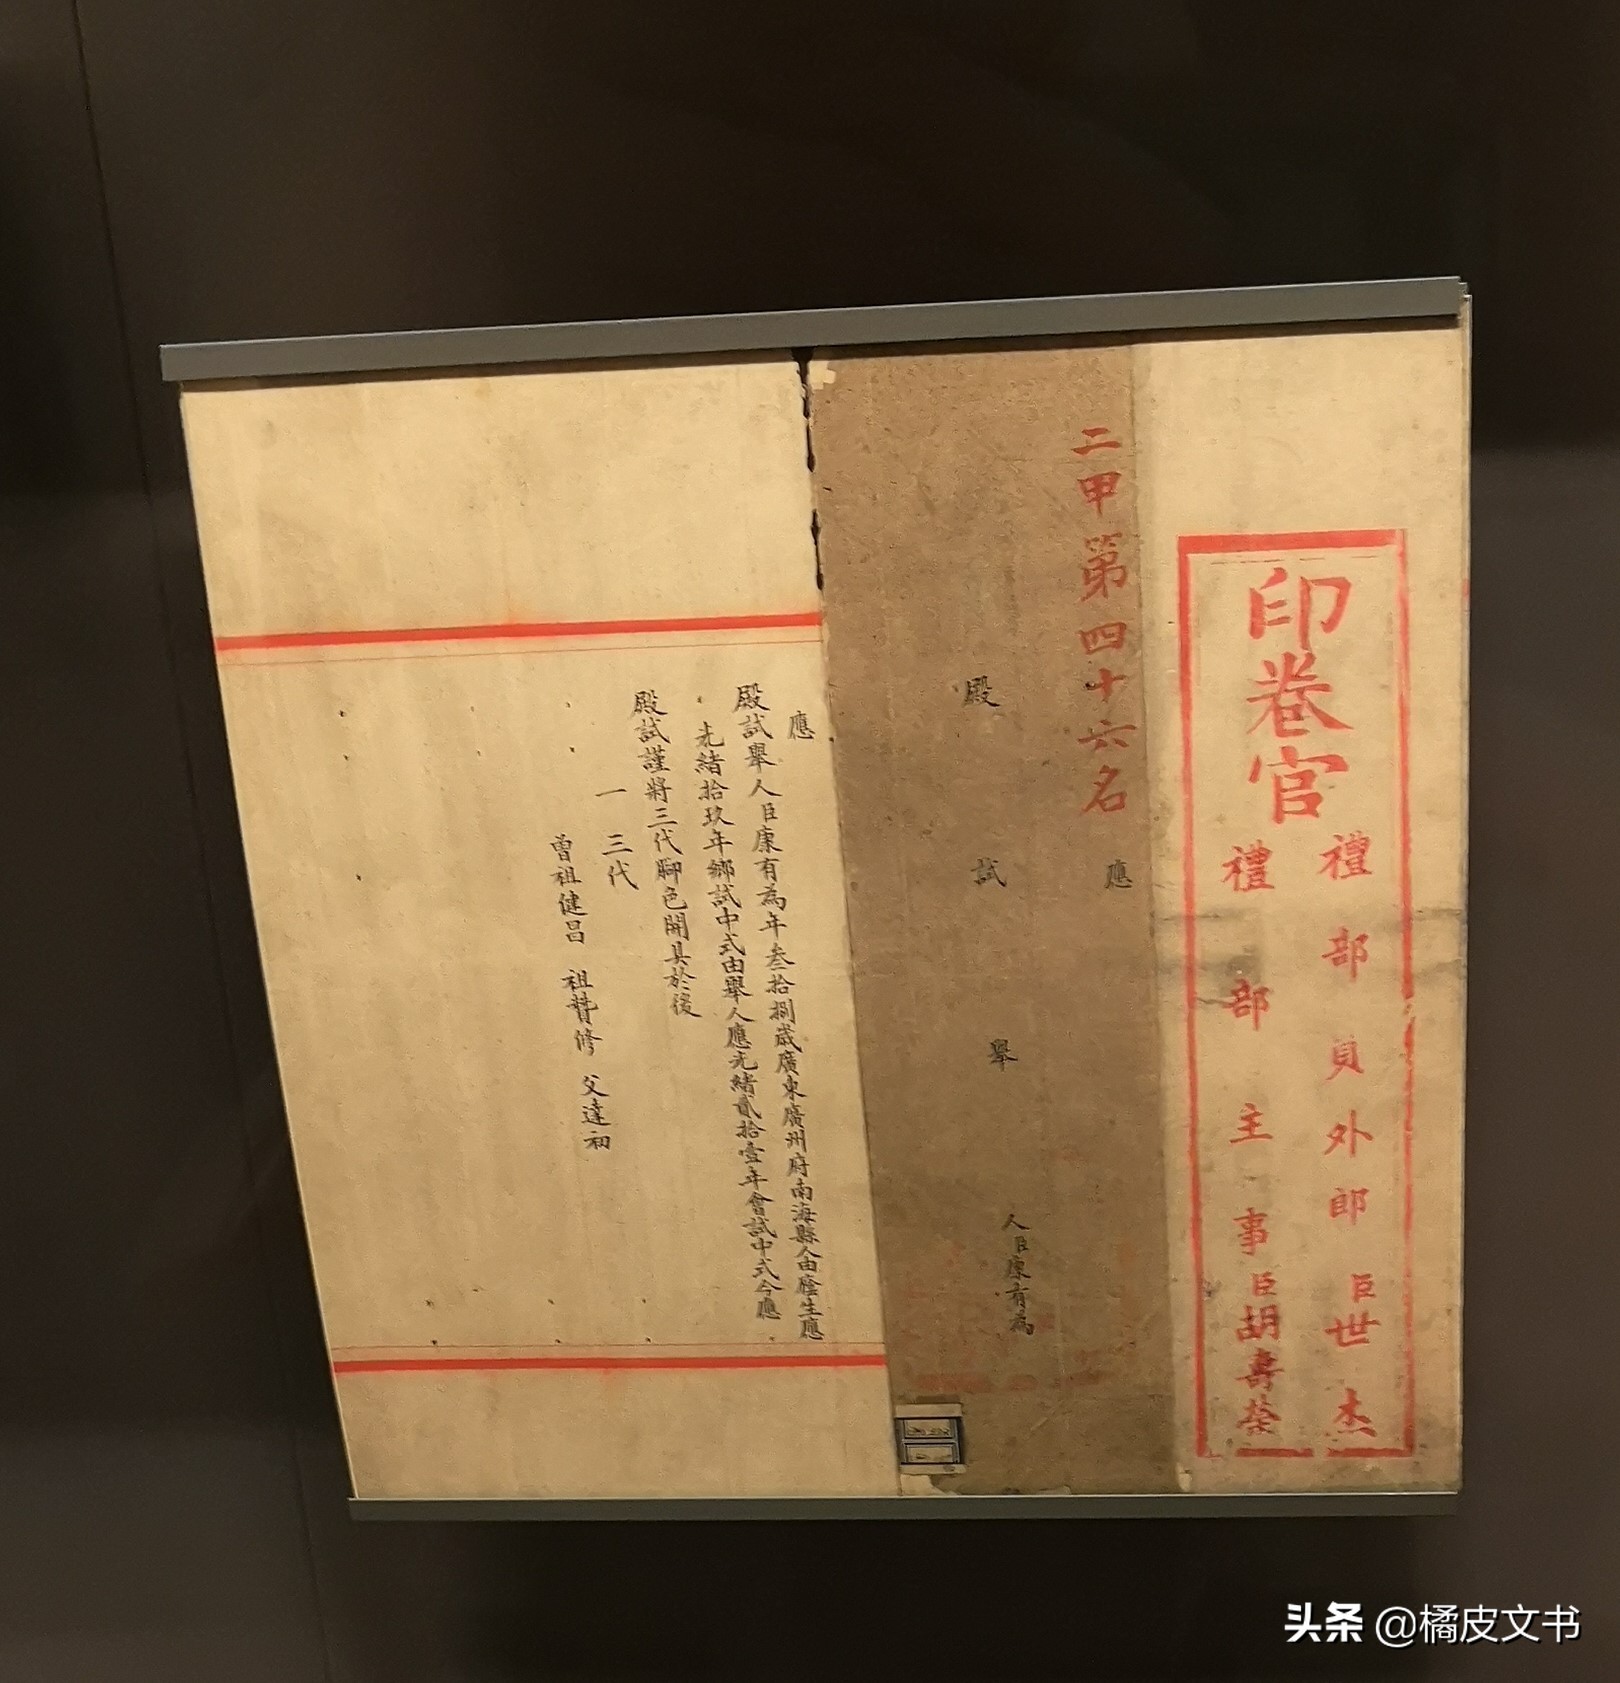 印卷官
禮部員外郎臣世杰
禮部主事臣胡壽荣
二甲第四十六名
應
殿試舉人臣康有為
應
殿試舉人臣康有為年叁拾捌歲廣東廣州府南海縣人由廕生應
光緒拾玖年鄉試中式由舉人應光緒貳拾壹年會試中式今應
殿試謹將三代腳色開具於後
一 三代
曾祖健昌 祖贊修 父達初
头条 @橘皮文书